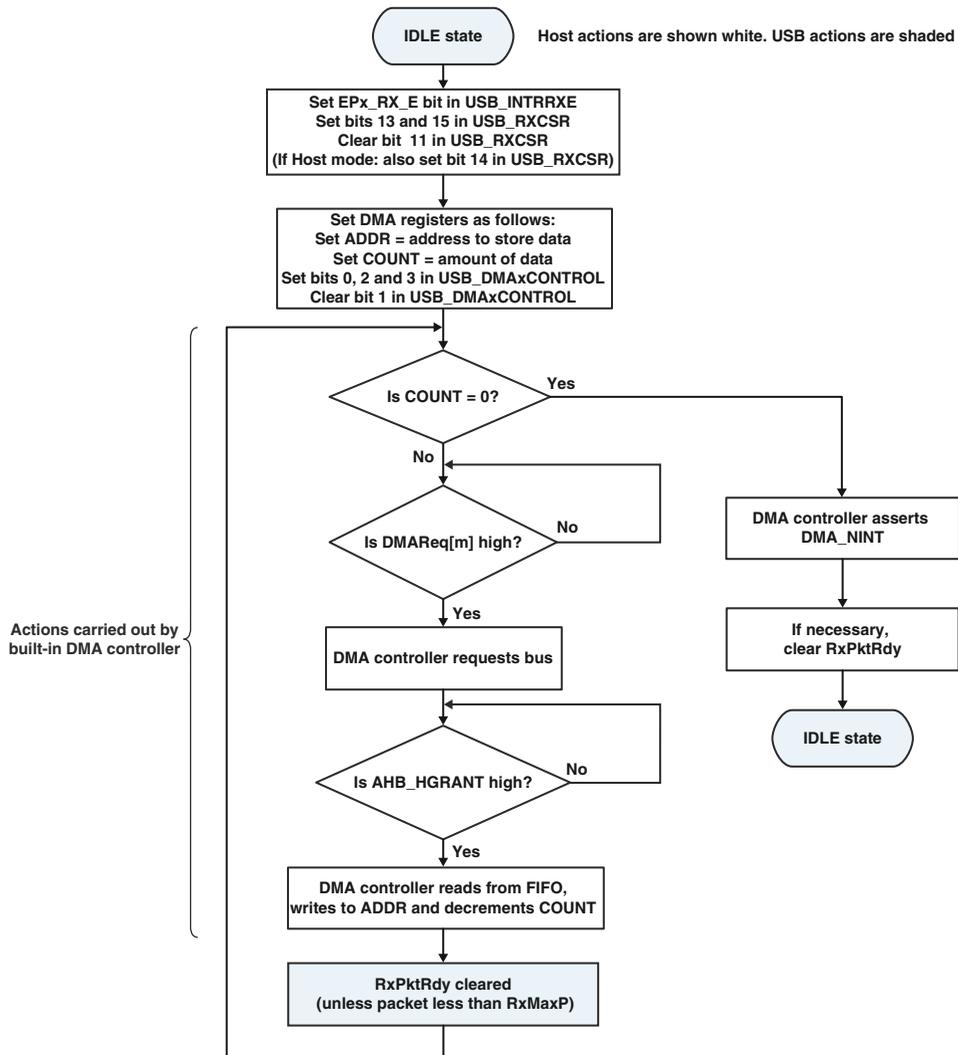 IDLE state
Host actions are shown white. USB actions are shaded
Set EPx_RX_E bit in USB_INTRRXE
Set bits 13 and 15 in USB_RXCSR
Clear bit 11 in USB_RXCSR
(If Host mode: also set bit 14 in USB_RXCSR)
Set DMA registers as follows:
Set ADDR = address to store data
Set COUNT = amount of data
Set bits 0, 2 and 3 in USB_DMAxCONTROL
Clear bit 1 in USB_DMAxCONTROL
Is COUNT = 0?
Yes
No
Is DMAReq[m] high?
No
Yes
DMA controller requests bus
Is AHB_HGRANT high?
No
Yes
DMA controller reads from FIFO,
writes to ADDR and decrements COUNT
RxPktRdy cleared
(unless packet less than RxMaxP)
Actions carried out by
built-in DMA controller
DMA controller asserts
DMA_NINT
If necessary,
clear RxPktRdy
IDLE state